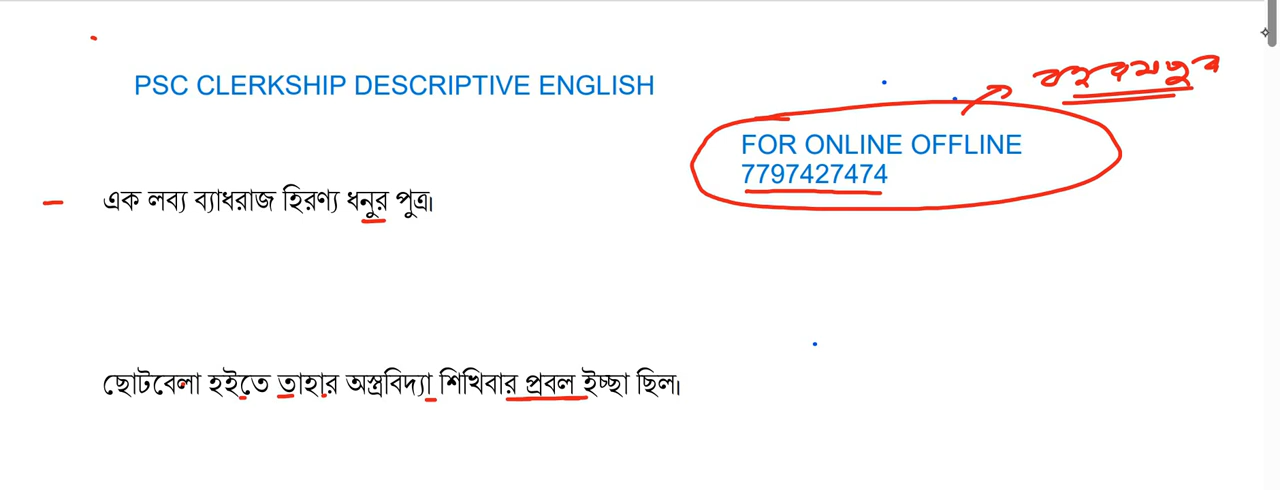 PSC CLERKSHIP DESCRIPTIVE ENGLISH
বহরমপুর
FOR ONLINE OFFLINE
7797427474
এক লব্য ব্যাধরাজ হিরণ্য ধনুর পুত্র।
ছোটবেলা হইতে তাহার অস্ত্রবিদ্যা শিখিবার প্রবল ইচ্ছা ছিল।